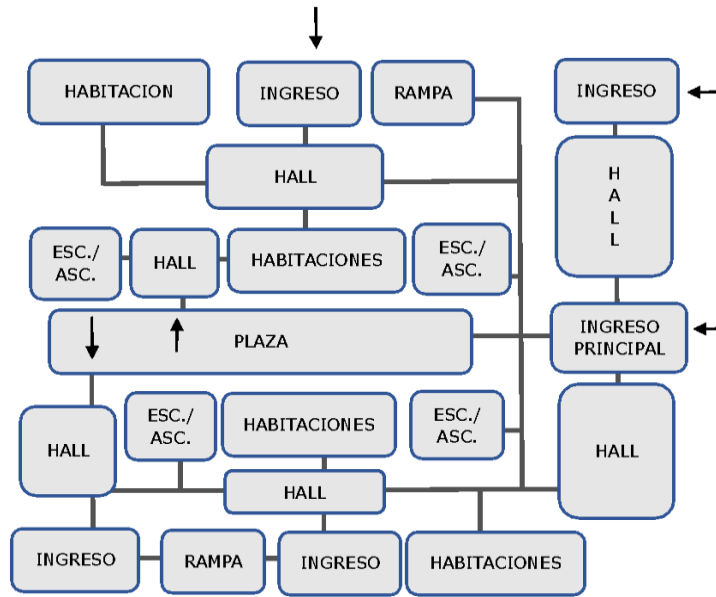 HABITACION
INGRESO
RAMPA
INGRESO
HALL
H
A
L
L
ESC./
ASC.
HALL
HABITACIONES
ESC./
ASC.
PLAZA
INGRESO
PRINCIPAL
HALL
ESC./
ASC.
HABITACIONES
ESC./
ASC.
HALL
HALL
INGRESO
RAMPA
INGRESO
HABITACIONES